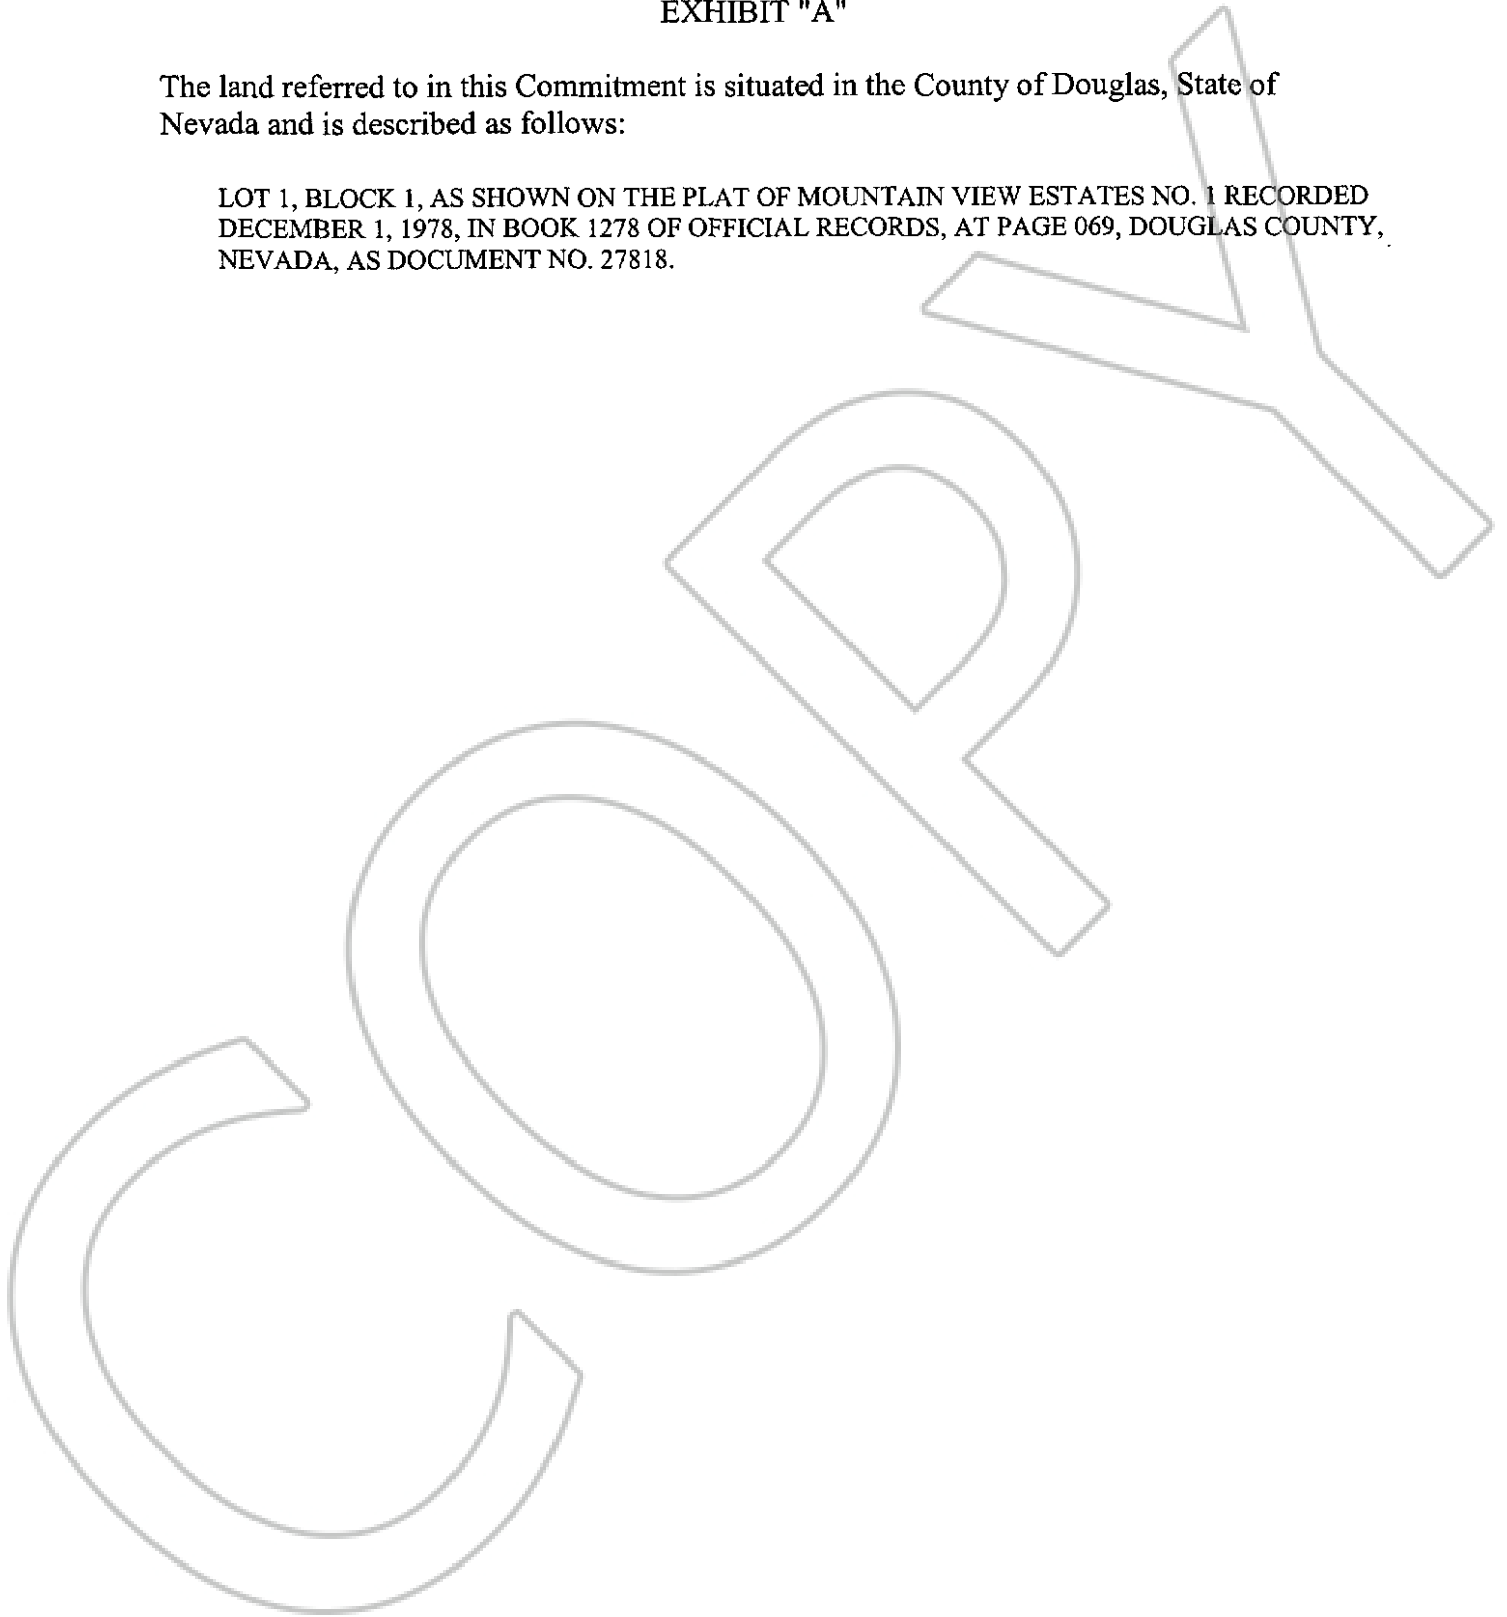 EXHIBIT "A"
The land referred to in this Commitment is situated in the County of Douglas, State of
Nevada and is described as follows:
LOT 1, BLOCK 1, AS SHOWN ON THE PLAT OF MOUNTAIN VIEW ESTATES NO. 1 RECORDED
DECEMBER 1, 1978, IN BOOK 1278 OF OFFICIAL RECORDS, AT PAGE 069, DOUGLAS COUNTY,
NEVADA, AS DOCUMENT NO. 27818.
COPY